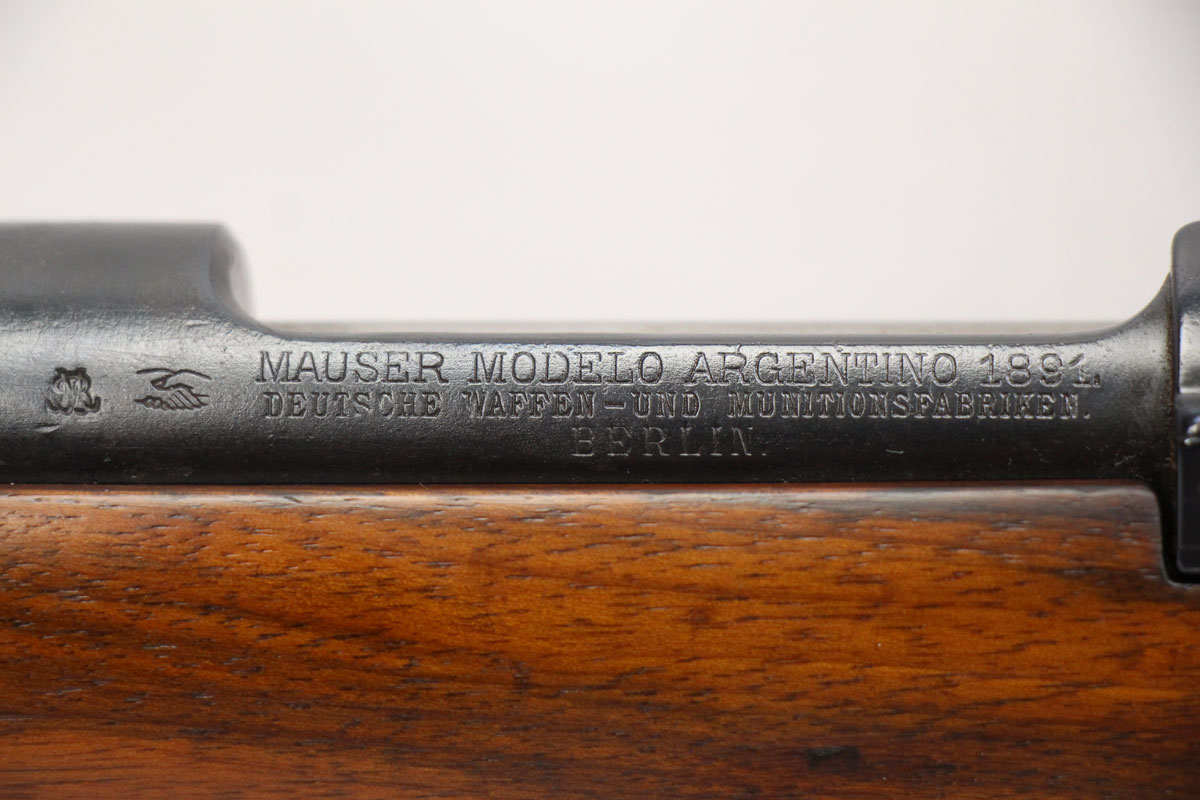 MAUSER MODELO ARGENTINO 1891.
DEUTSCHE WAFFEN-UND MUNITIONSFABRIKEN.
BERLIN.